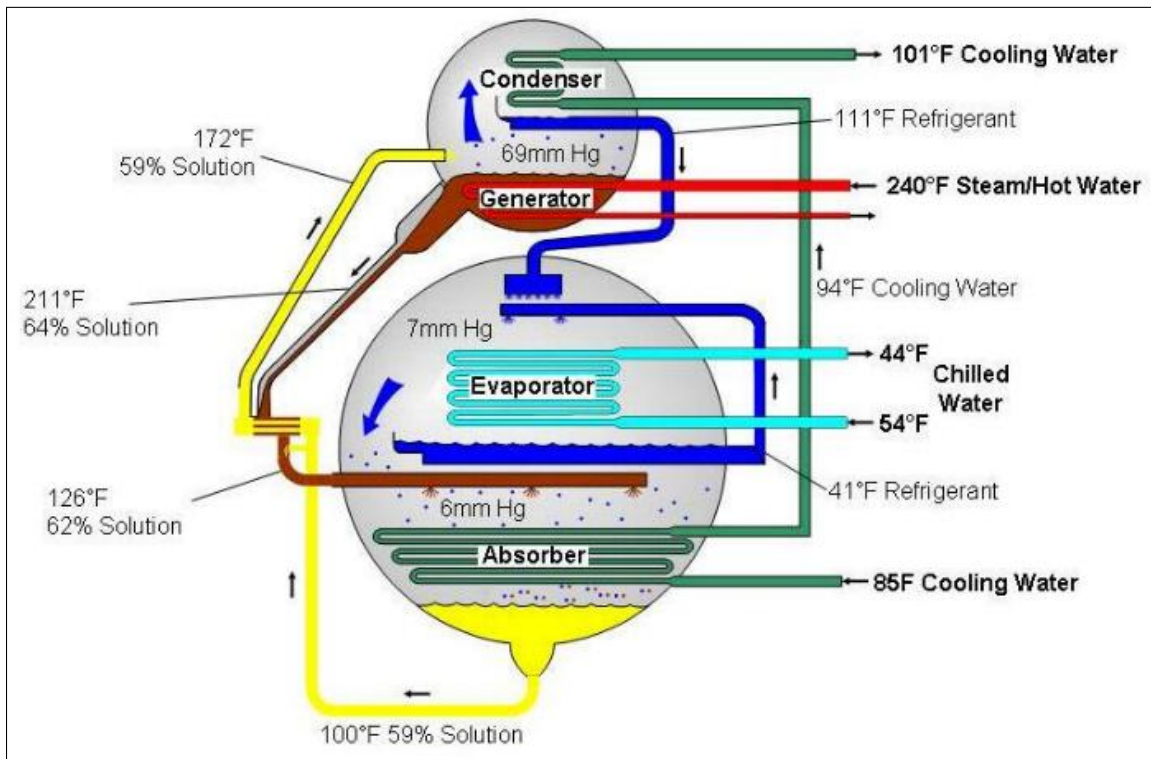 101°F Cooling Water
Condenser
111°F Refrigerant
172°F
59% Solution
69mm Hg
240°F Steam/Hot Water
Generator
94°F Cooling Water
211°F
64% Solution
7mm Hg
44°F
Evaporator
Chilled
Water
54°F
41°F Refrigerant
126°F
62% Solution
6mm Hg
Absorber
85F Cooling Water
100°F 59% Solution